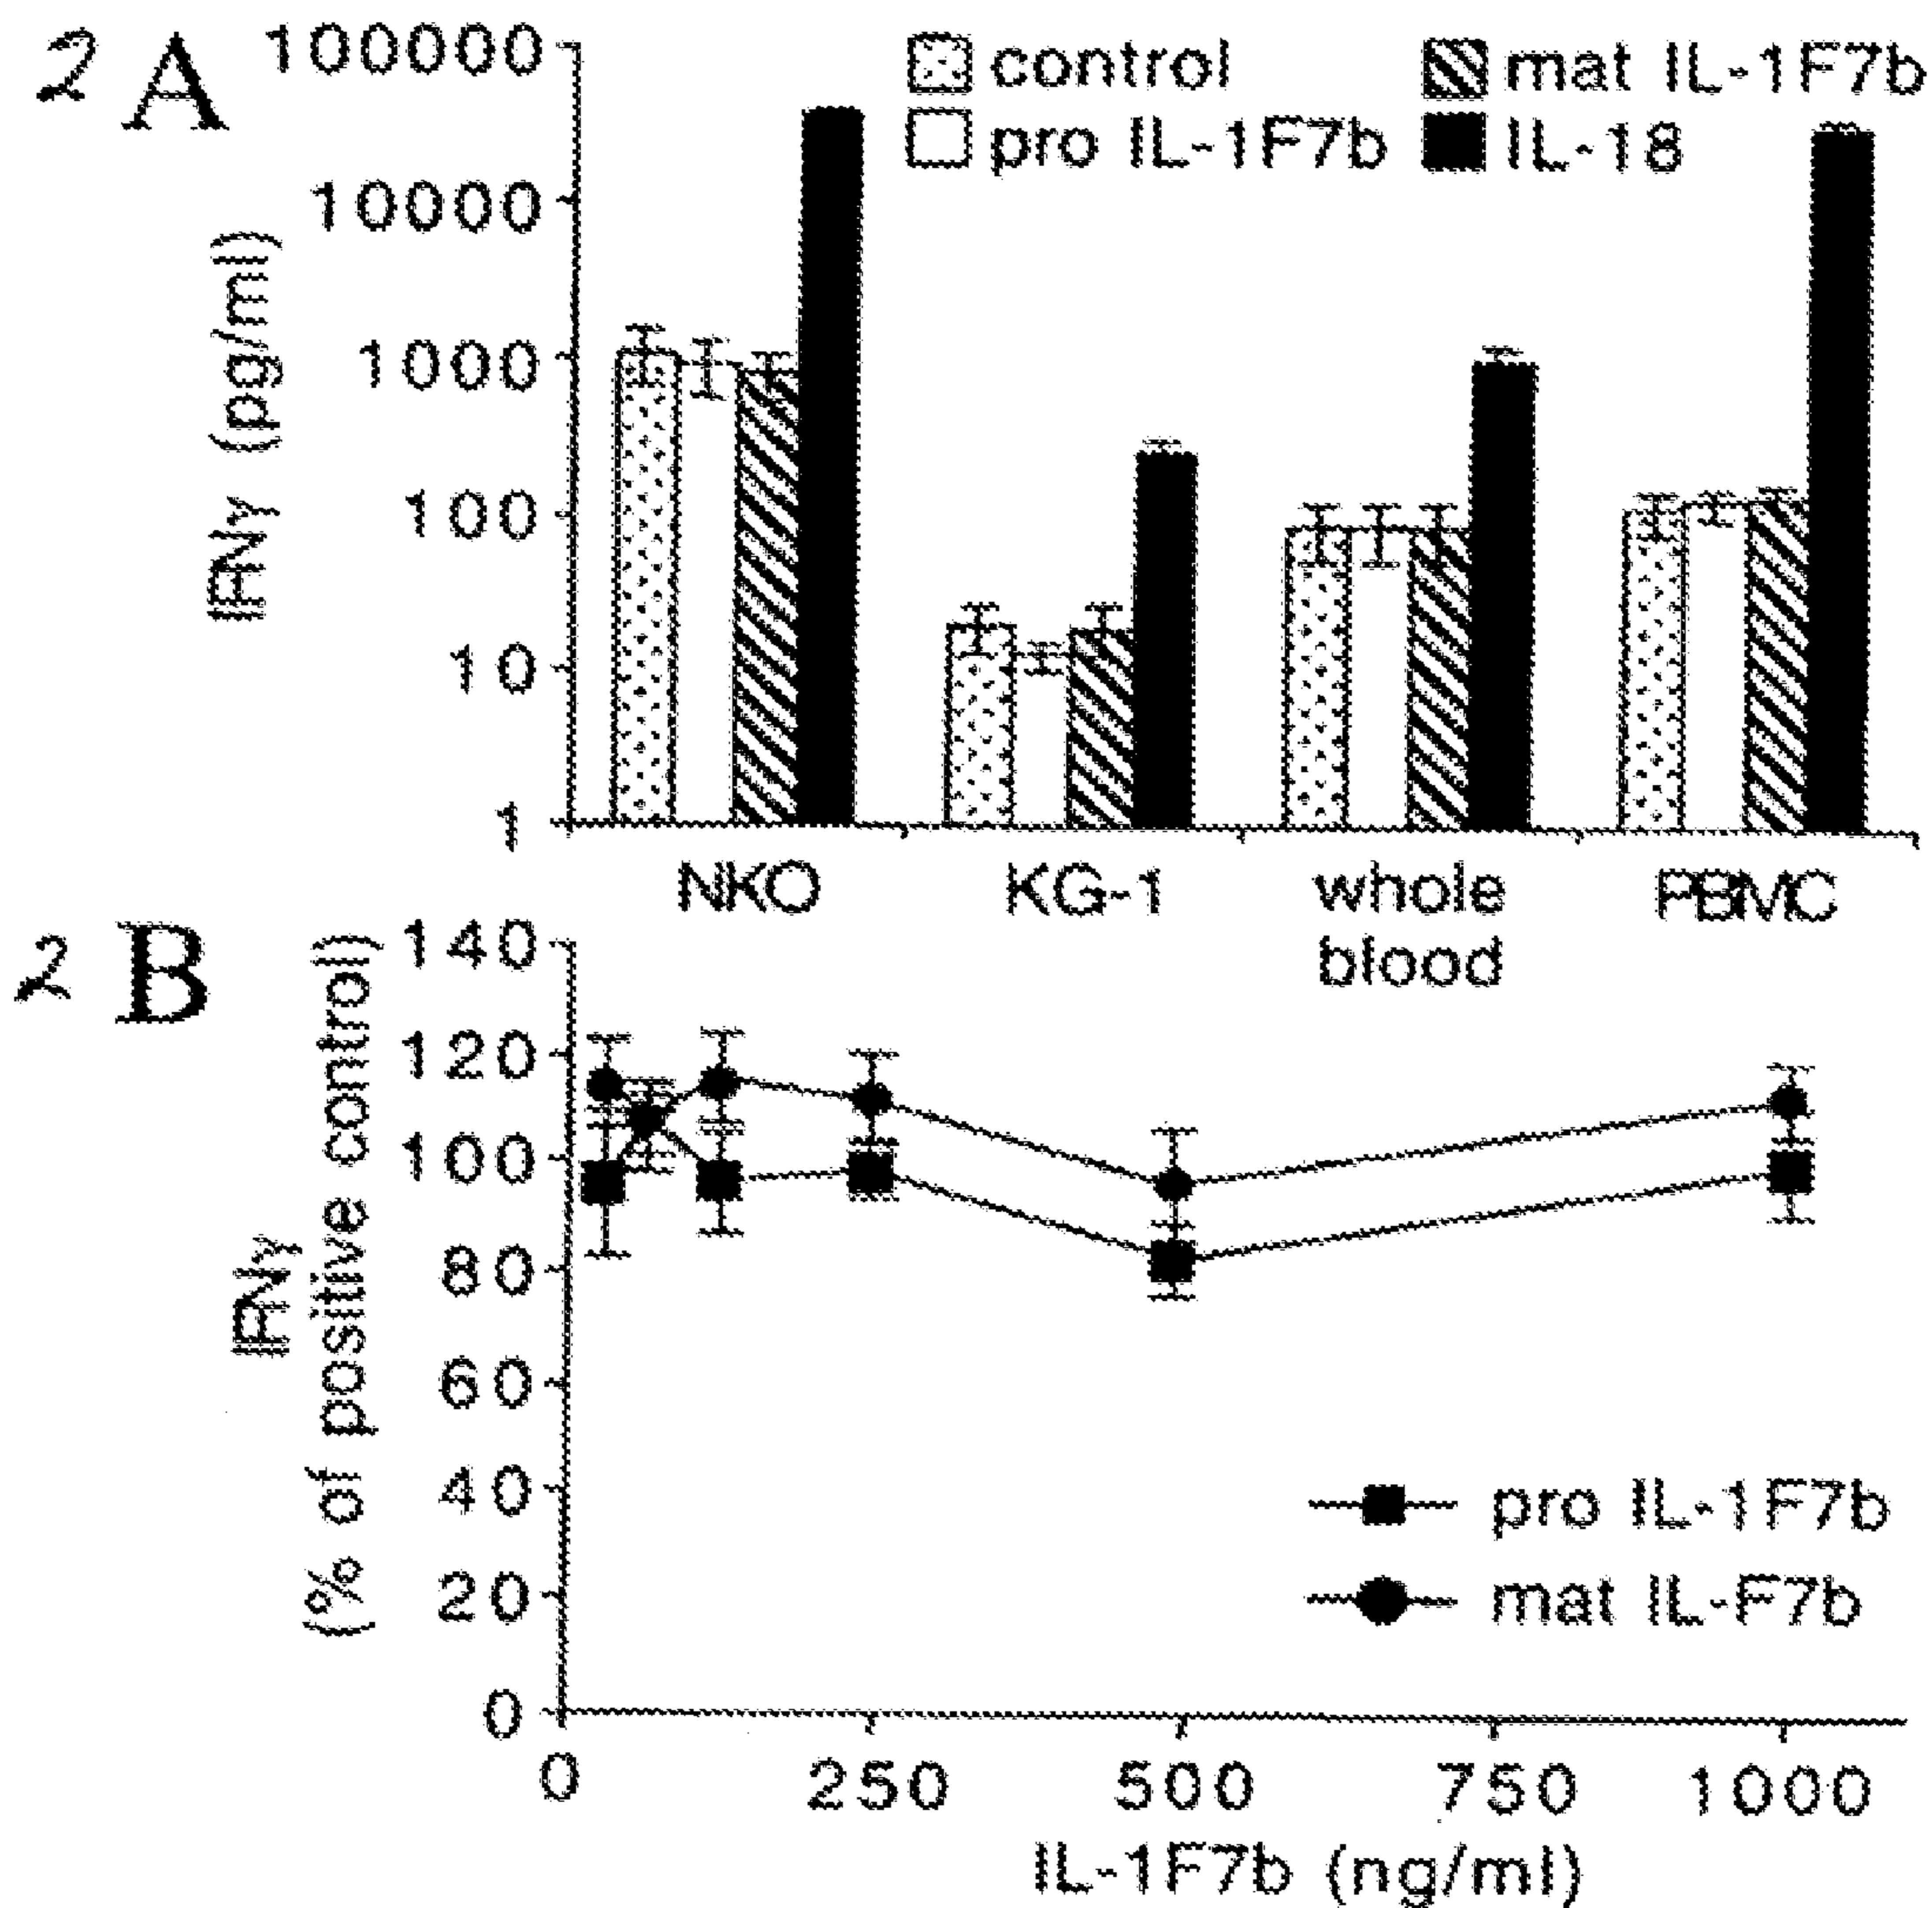 2 A
control
mat IL-1F7b
pro IL-1F7b
IL-18
IFNγ (pg/ml)
100000
10000
1000
100
10
1
NKO
KG-1
whole
blood
PBMC
2 B
IFNγ
(% of positive control)
140
120
100
80
60
40
20
0
pro IL-1F7b
mat IL-F7b
0
250
500
750
1000
IL-1F7b (ng/ml)